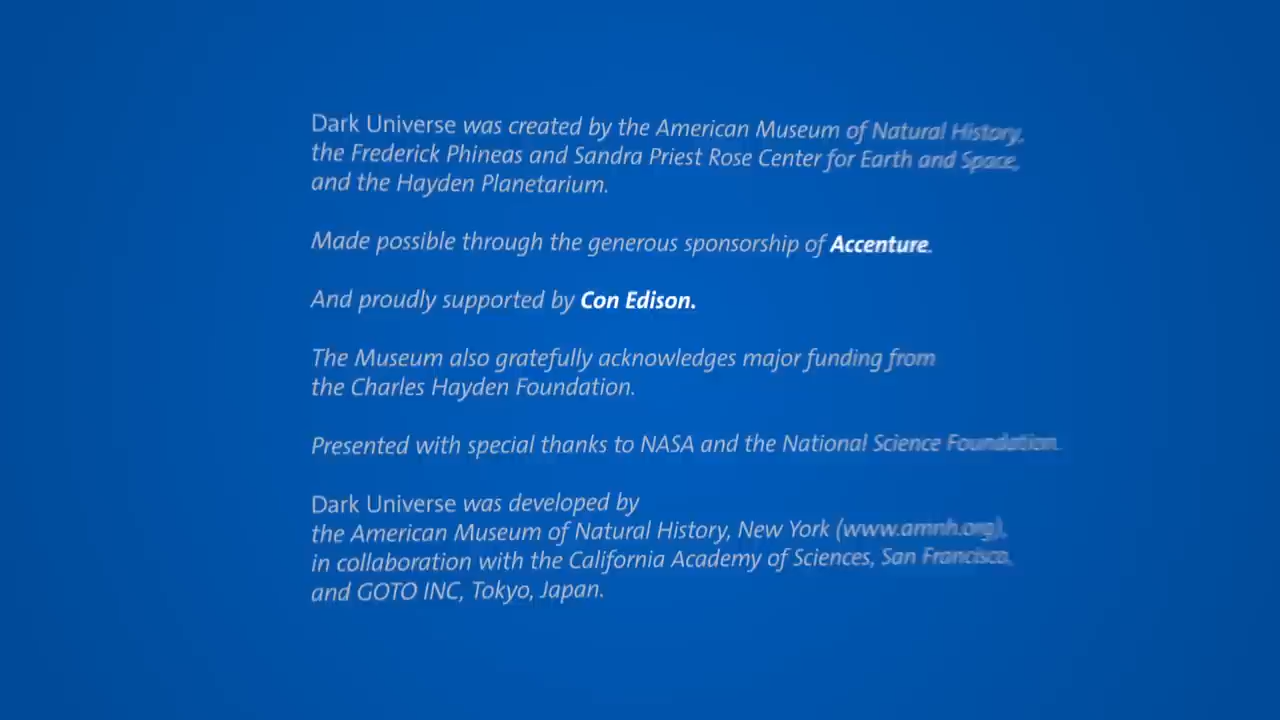 Dark Universe was created by the American Museum of Natural History,
the Frederick Phineas and Sandra Priest Rose Center for Earth and Space,
and the Hayden Planetarium.
Made possible through the generous sponsorship of Accenture.
And proudly supported by Con Edison.
The Museum also gratefully acknowledges major funding from
the Charles Hayden Foundation.
Presented with special thanks to NASA and the National Science Foundation.
Dark Universe was developed by
the American Museum of Natural History, New York (www.amnh.org),
in collaboration with the California Academy of Sciences, San Francisco,
and GOTO INC, Tokyo, Japan.